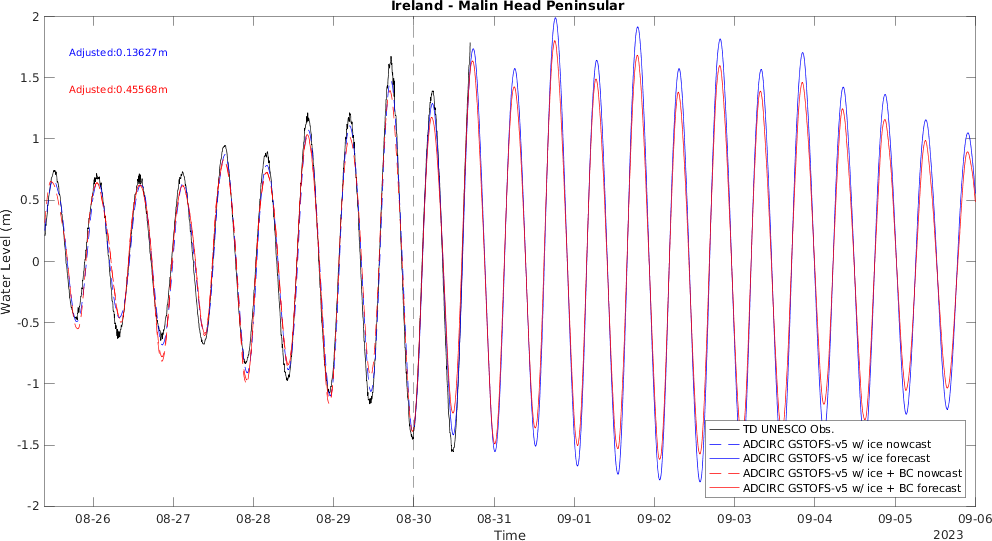 Ireland - Malin Head Peninsular
Adjusted:0.13627m
Adjusted:0.45568m
Water Level (m)
2
1.5
1
0.5
0
-0.5
-1
-1.5
-2
TD UNESCO Obs.
ADCIRC GSTOFS-v5 w/ ice nowcast
ADCIRC GSTOFS-v5 w/ ice forecast
ADCIRC GSTOFS-v5 w/ ice + BC nowcast
ADCIRC GSTOFS-v5 w/ ice + BC forecast
08-26 08-27 08-28 08-29 08-30 08-31 09-01 09-02 09-03 09-04 09-05 09-06
Time
2023